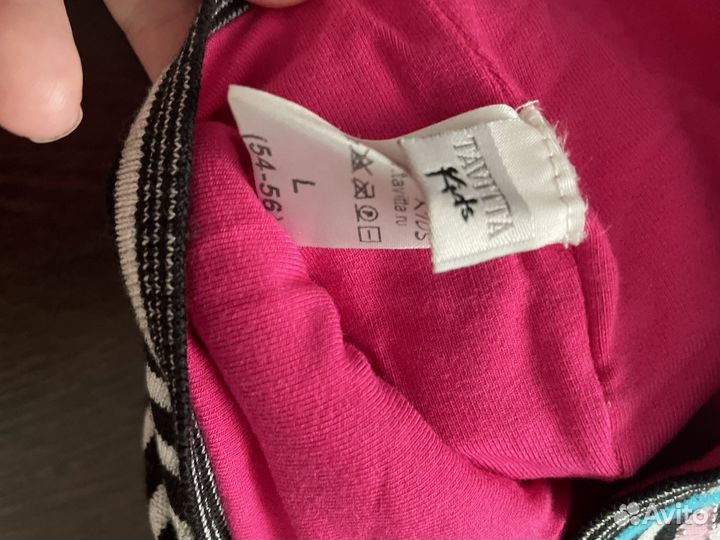 TAVITTA
Kids
.tavitta.ru
L
(54-56)
Avito